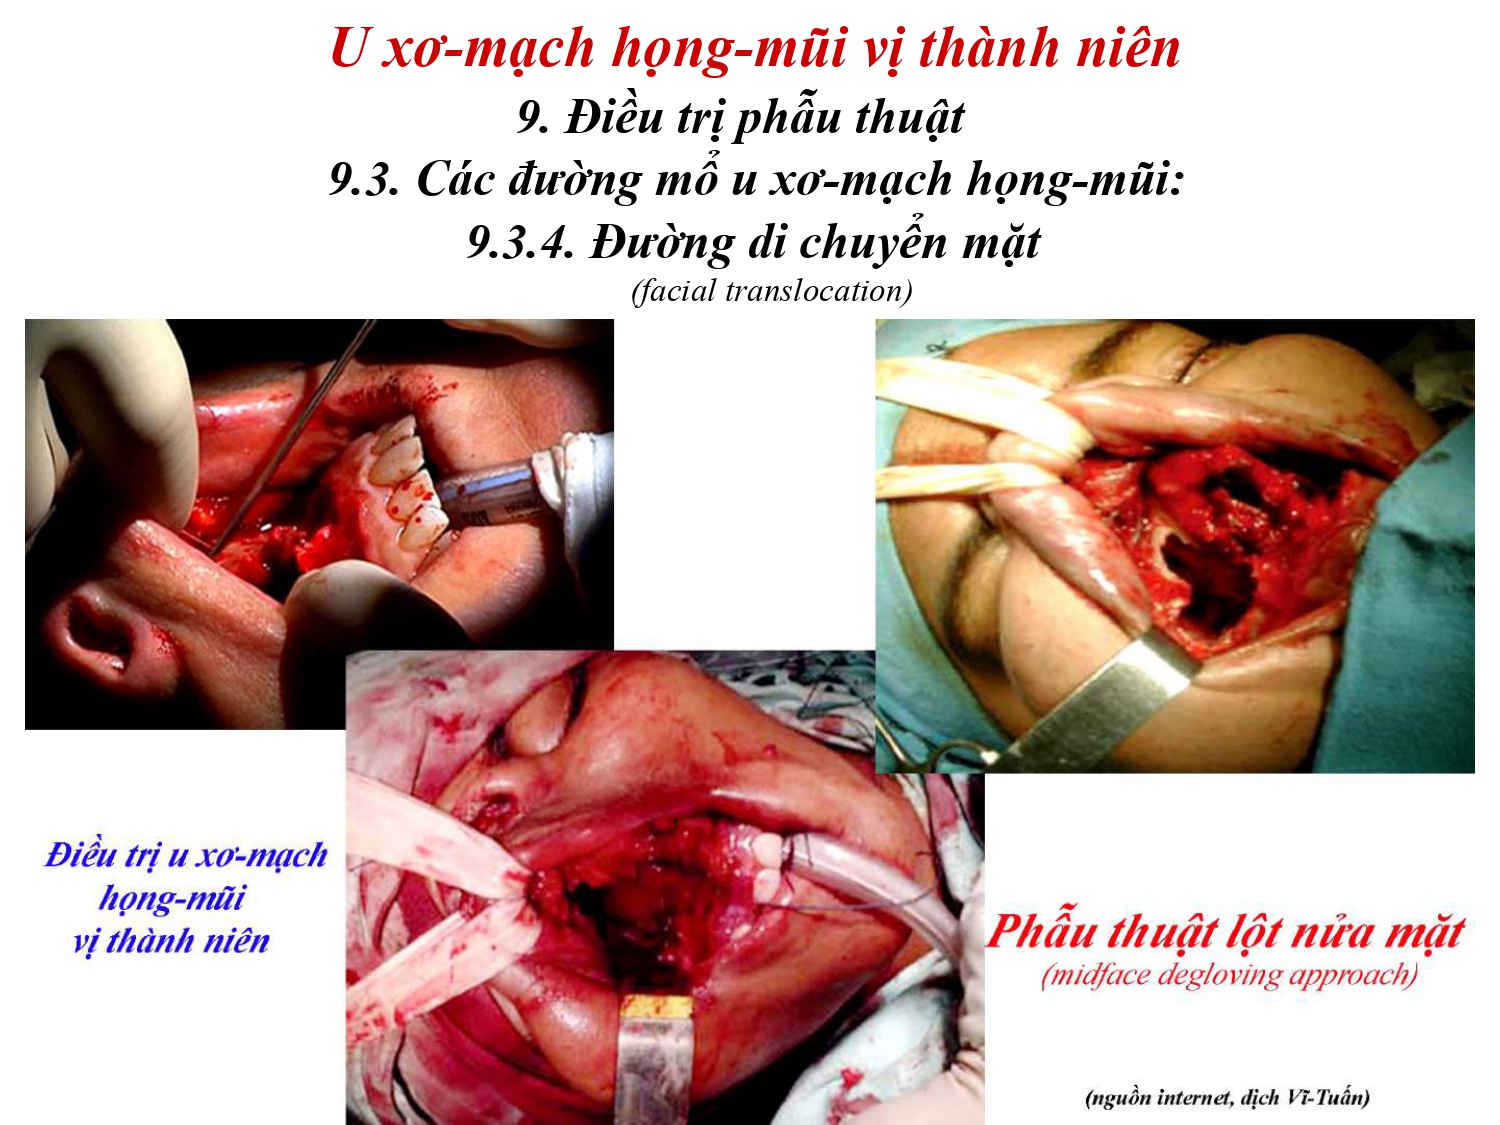 U xơ-mạch họng-mũi vị thành niên
9. Điều trị phẫu thuật
9.3. Các đường mổ u xơ-mạch họng-mũi:
9.3.4. Đường di chuyển mặt
(facial translocation)
Điều trị u xơ-mạch
họng-mũi
vị thành niên
Phẫu thuật lột nửa mặt
(midface degloving approach)
(nguồn internet, dịch Vĩ-Tuấn)